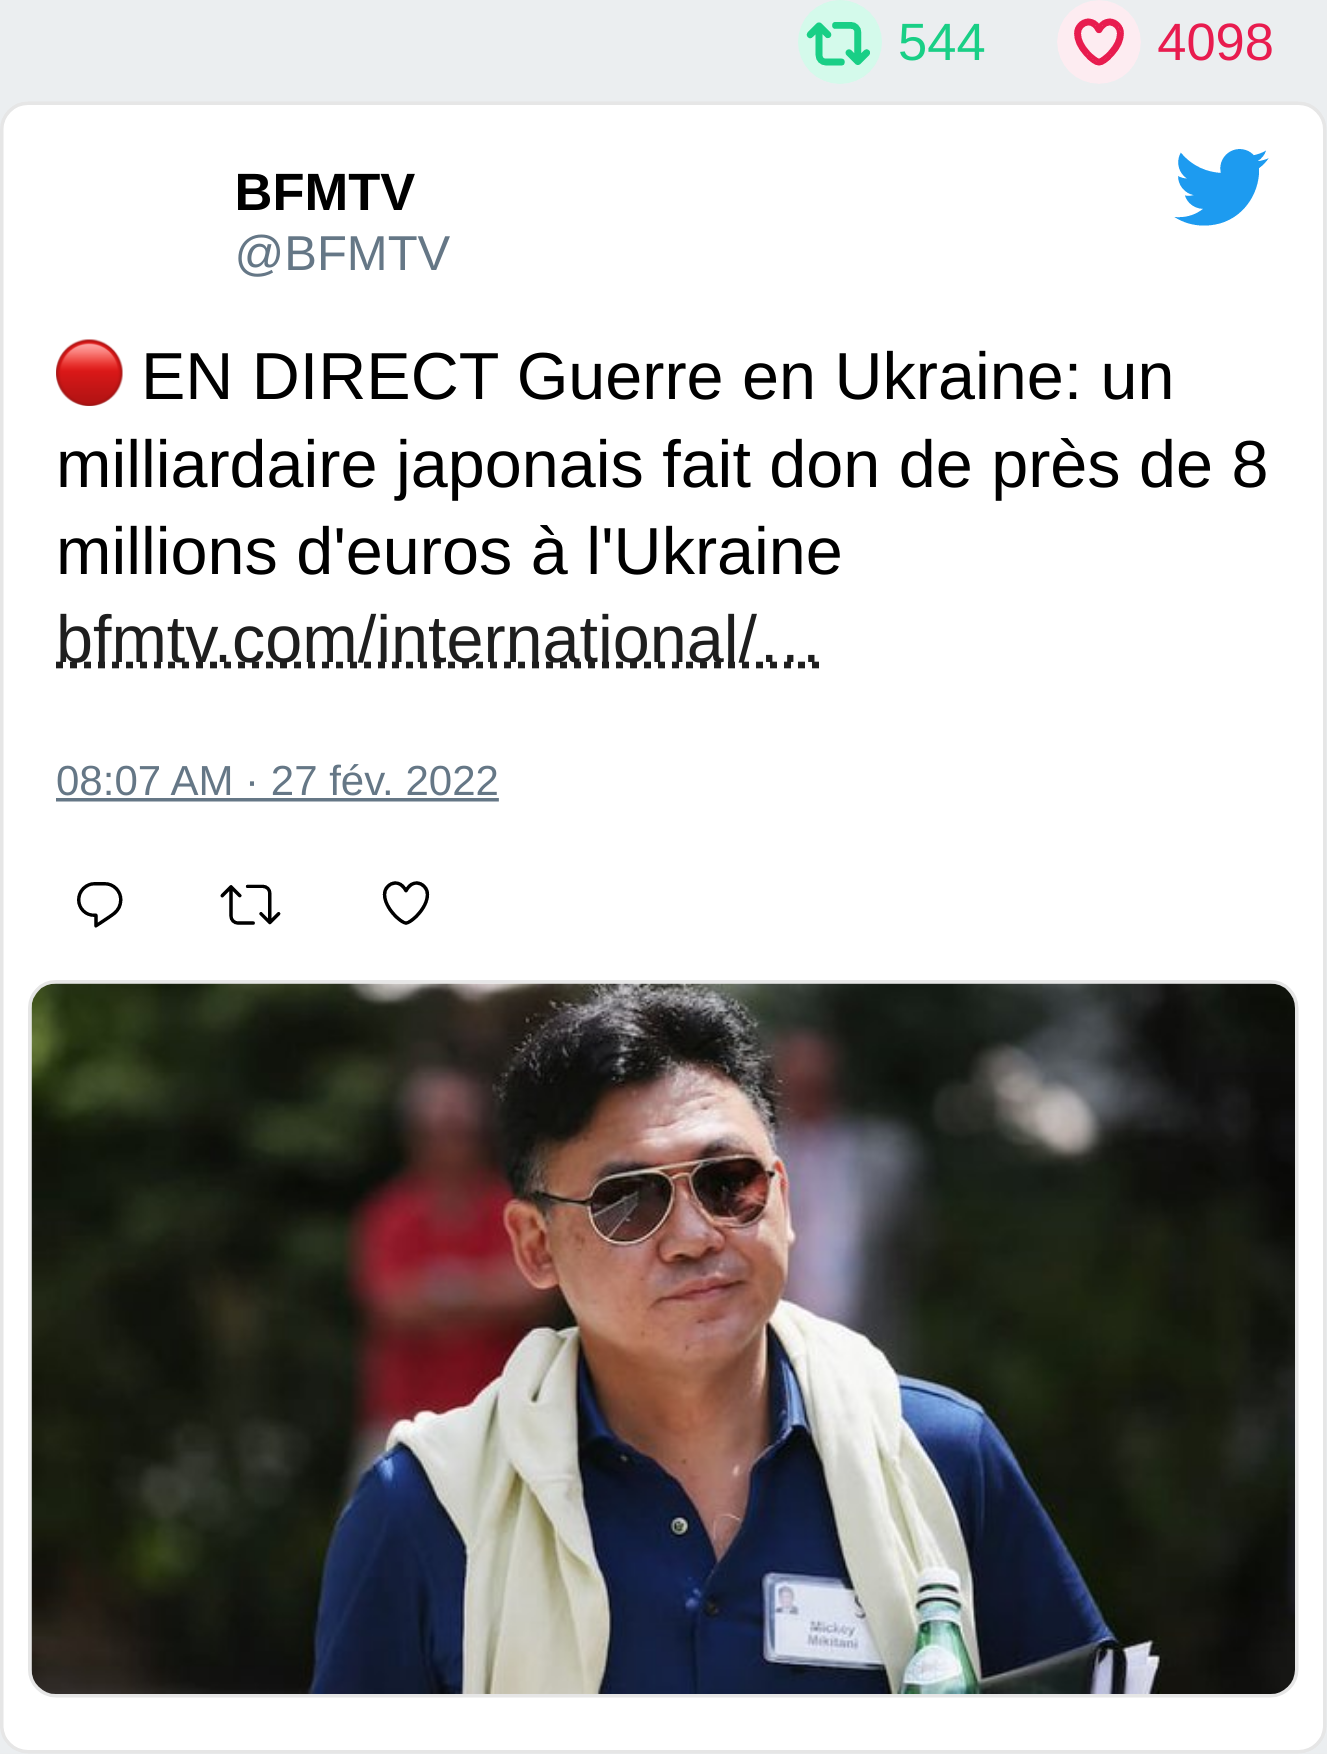 544 4098
BFMTV
@BFMTV
🔴 EN DIRECT Guerre en Ukraine: un
milliardaire japonais fait don de près de 8
millions d'euros à l'Ukraine
bfmtv.com/international/…
08:07 AM · 27 fév. 2022
Mickey
Mikitani